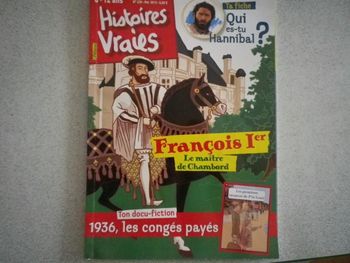 Histoires
Vraies
Ta fiche
Qui
es-tu
Hannibal ?
François Ier
Le maître
de Chambord
Ton docu-fiction
1936, les congés payés